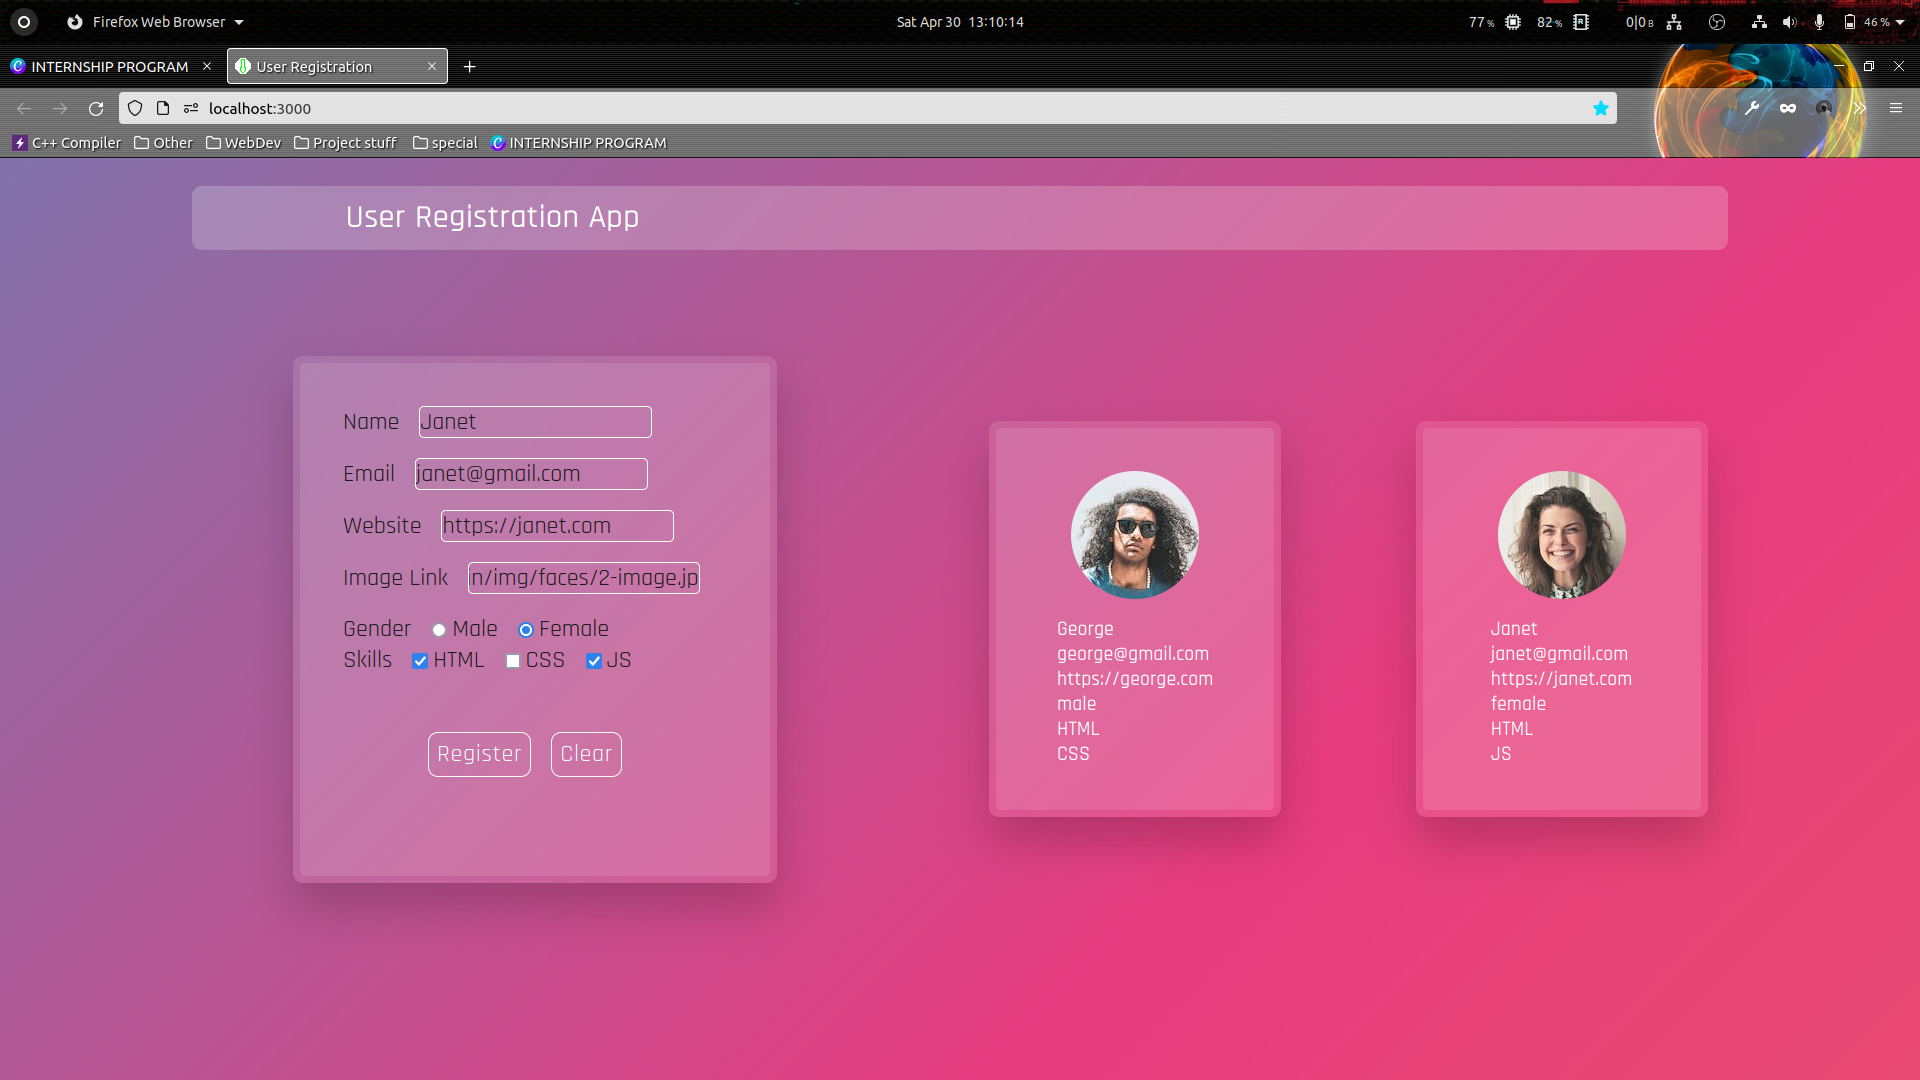 Firefox Web Browser
Sat Apr 30 13:10:14
77 % 82 % 0|0 B 46 %
INTERNSHIP PROGRAM
User Registration
localhost:3000
C++ Compiler Other WebDev Project stuff special INTERNSHIP PROGRAM
User Registration App
Name Janet
Email janet@gmail.com
Website https://janet.com
Image Link n/img/faces/2-image.jp
Gender Male Female
Skills HTML CSS JS
Register Clear
George
george@gmail.com
https://george.com
male
HTML
CSS
Janet
janet@gmail.com
https://janet.com
female
HTML
JS